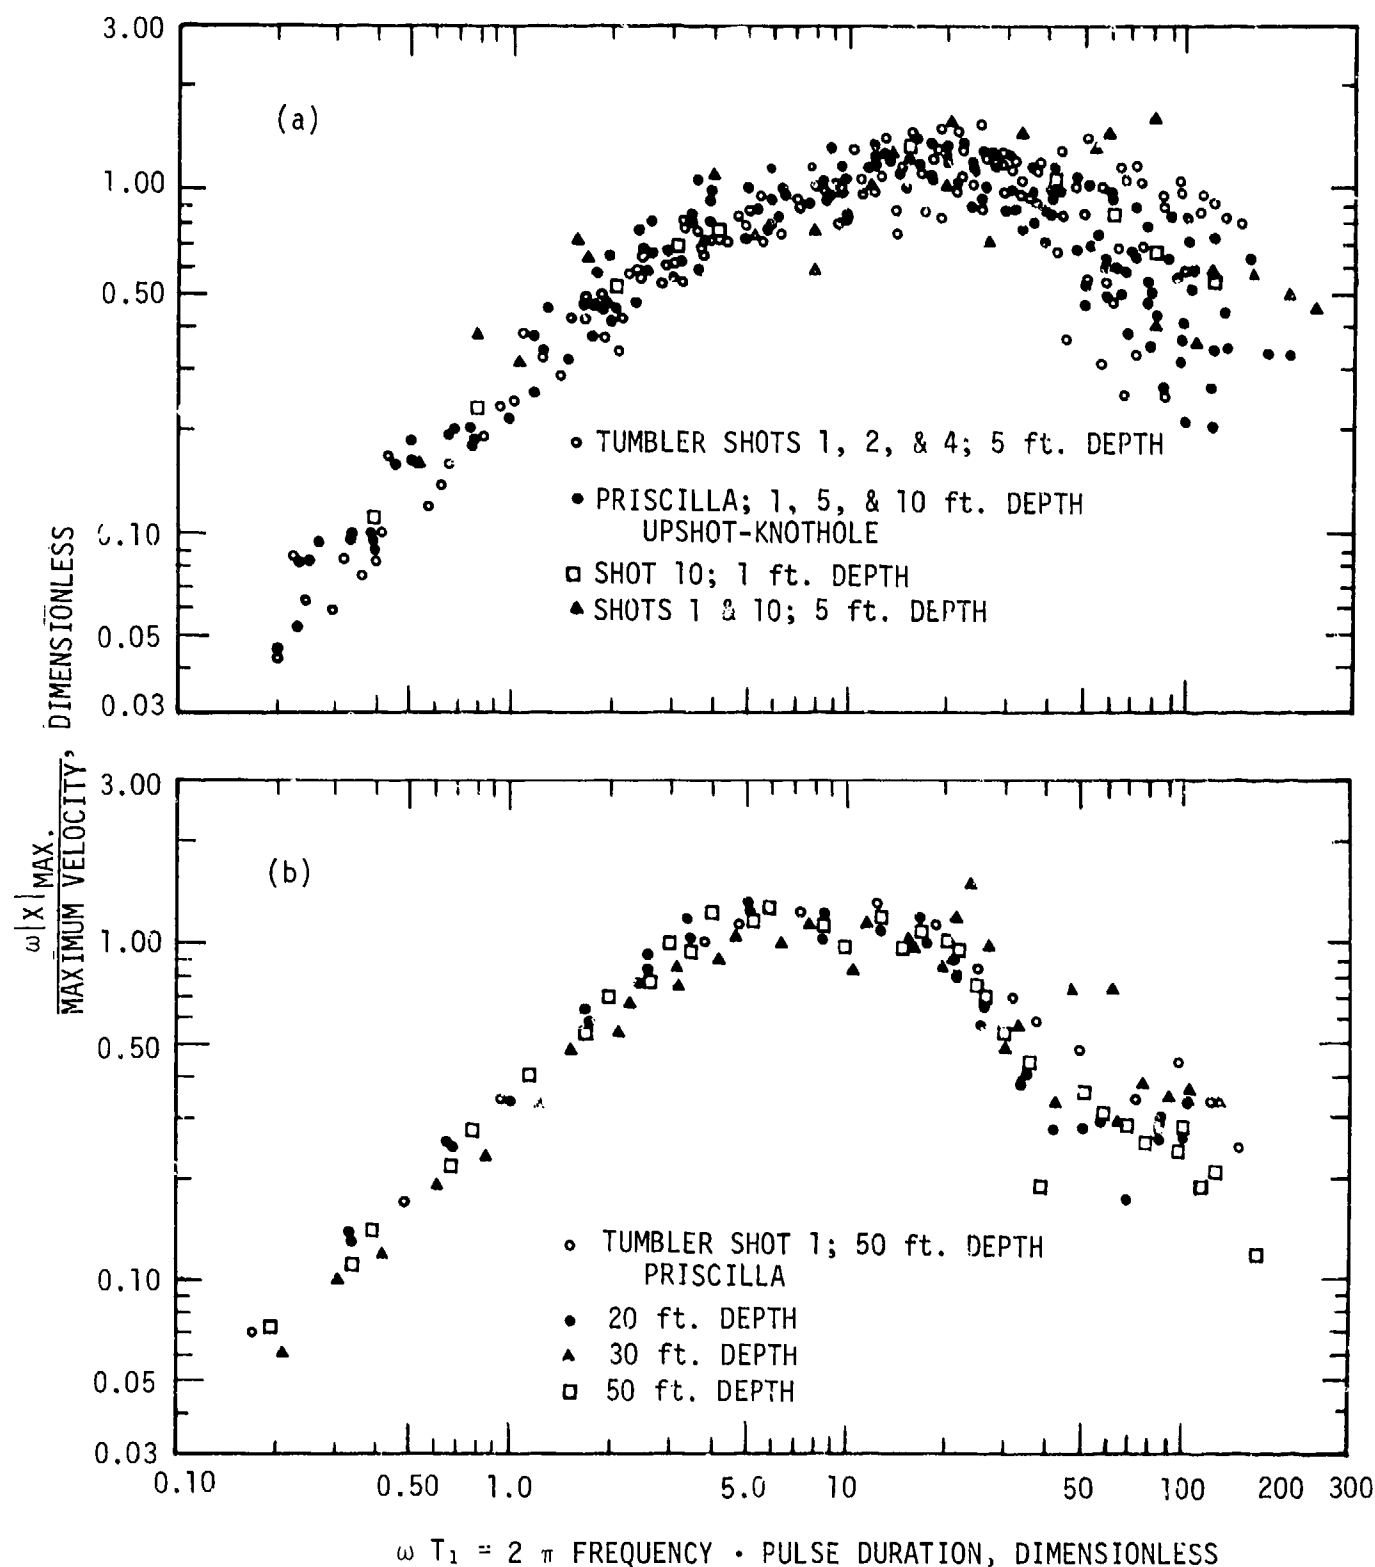 3.00
(a)
1.00
0.50
○ TUMBLER SHOTS 1, 2, & 4; 5 ft. DEPTH
● PRISCILLA; 1, 5, & 10 ft. DEPTH
UPSHOT-KNOTHOLE
0.10
□ SHOT 10; 1 ft. DEPTH
▲ SHOTS 1 & 10; 5 ft. DEPTH
0.05
0.03
ω|X|MAX.
MAXIMUM VELOCITY, DIMENSIONLESS
3.00
(b)
1.00
0.50
○ TUMBLER SHOT 1; 50 ft. DEPTH
PRISCILLA
0.10
● 20 ft. DEPTH
▲ 30 ft. DEPTH
0.05
□ 50 ft. DEPTH
0.03
0.10 0.50 1.0 5.0 10 50 100 200 300
ω T₁ = 2 π FREQUENCY · PULSE DURATION, DIMENSIONLESS